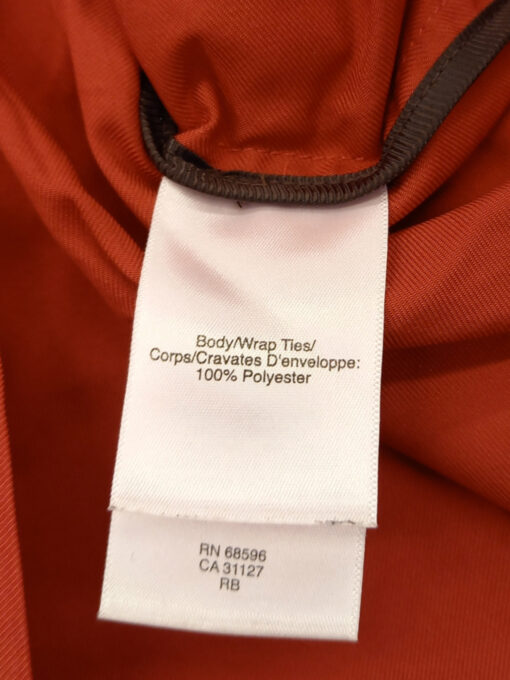 Body/Wrap Ties/
Corps/Cravates D'enveloppe:
100% Polyester
RN 68596
CA 31127
RB